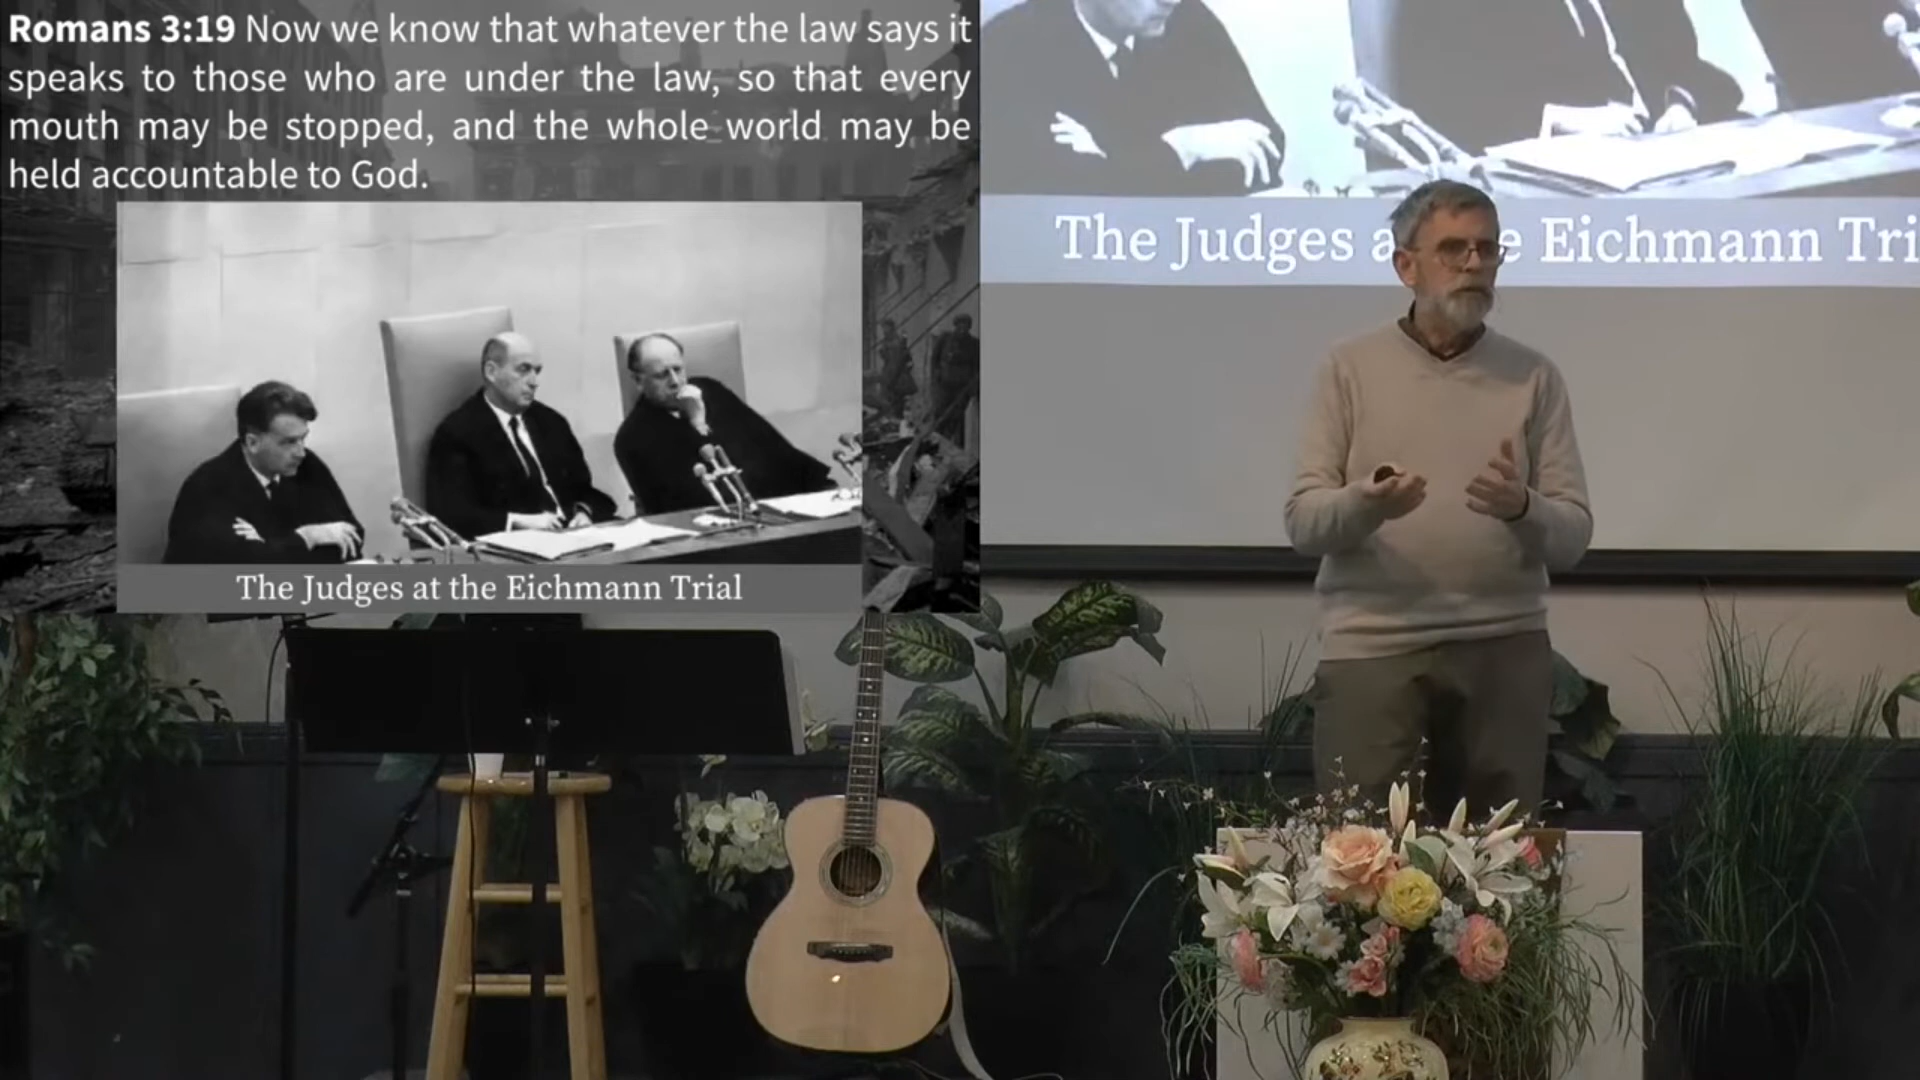 Romans 3:19 Now we know that whatever the law says it
speaks to those who are under the law, so that every
mouth may be stopped, and the whole world may be
held accountable to God.
The Judges at the Eichmann Trial
The Judges a e Eichmann Tri